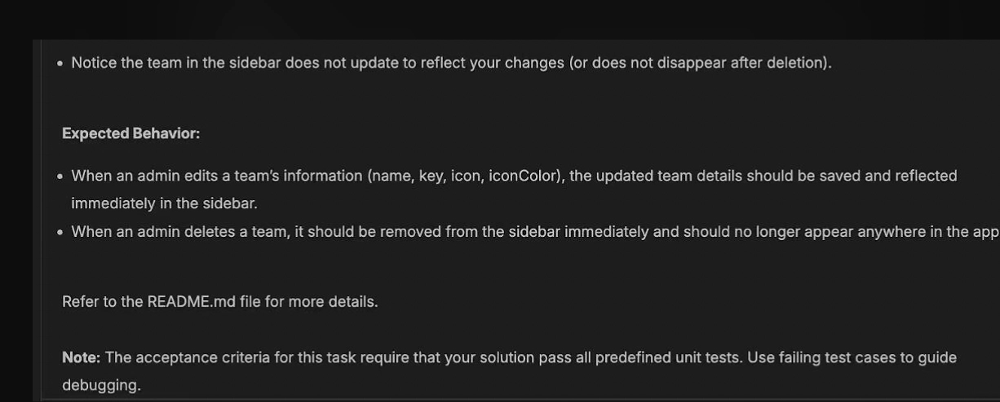 • Notice the team in the sidebar does not update to reflect your changes (or does not disappear after deletion).
Expected Behavior:
• When an admin edits a team’s information (name, key, icon, iconColor), the updated team details should be saved and reflected
immediately in the sidebar.
• When an admin deletes a team, it should be removed from the sidebar immediately and should no longer appear anywhere in the app
Refer to the README.md file for more details.
Note: The acceptance criteria for this task require that your solution pass all predefined unit tests. Use failing test cases to guide
debugging.